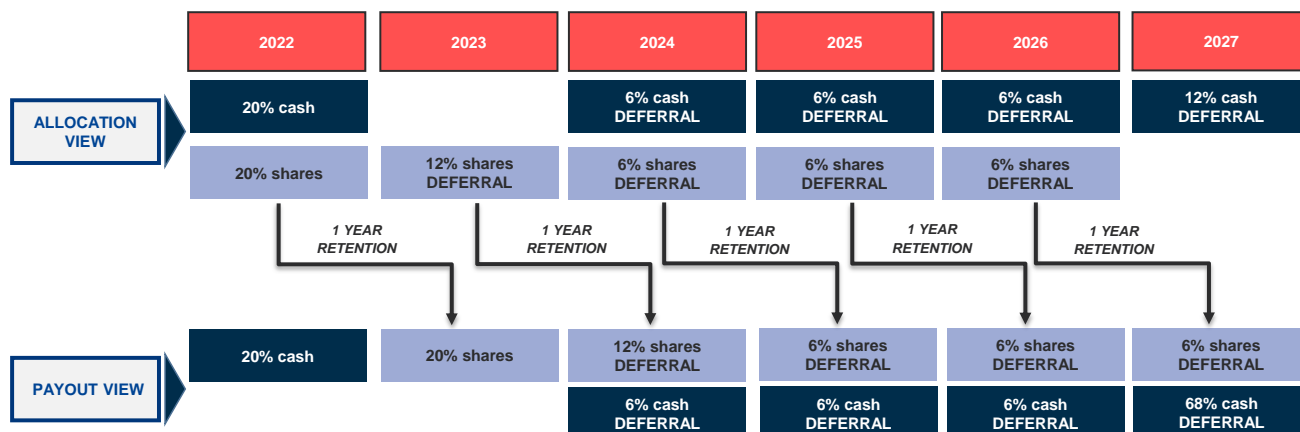 2022
2023
2024
2025
2026
2027
ALLOCATION
VIEW
20% cash
6% cash
DEFERRAL
6% cash
DEFERRAL
6% cash
DEFERRAL
12% cash
DEFERRAL
20% shares
12% shares
DEFERRAL
6% shares
DEFERRAL
6% shares
DEFERRAL
6% shares
DEFERRAL
1 YEAR
RETENTION
1 YEAR
RETENTION
1 YEAR
RETENTION
1 YEAR
RETENTION
1 YEAR
RETENTION
PAYOUT VIEW
20% cash
20% shares
12% shares
DEFERRAL
6% shares
DEFERRAL
6% shares
DEFERRAL
6% shares
DEFERRAL
6% cash
DEFERRAL
6% cash
DEFERRAL
6% cash
DEFERRAL
68% cash
DEFERRAL